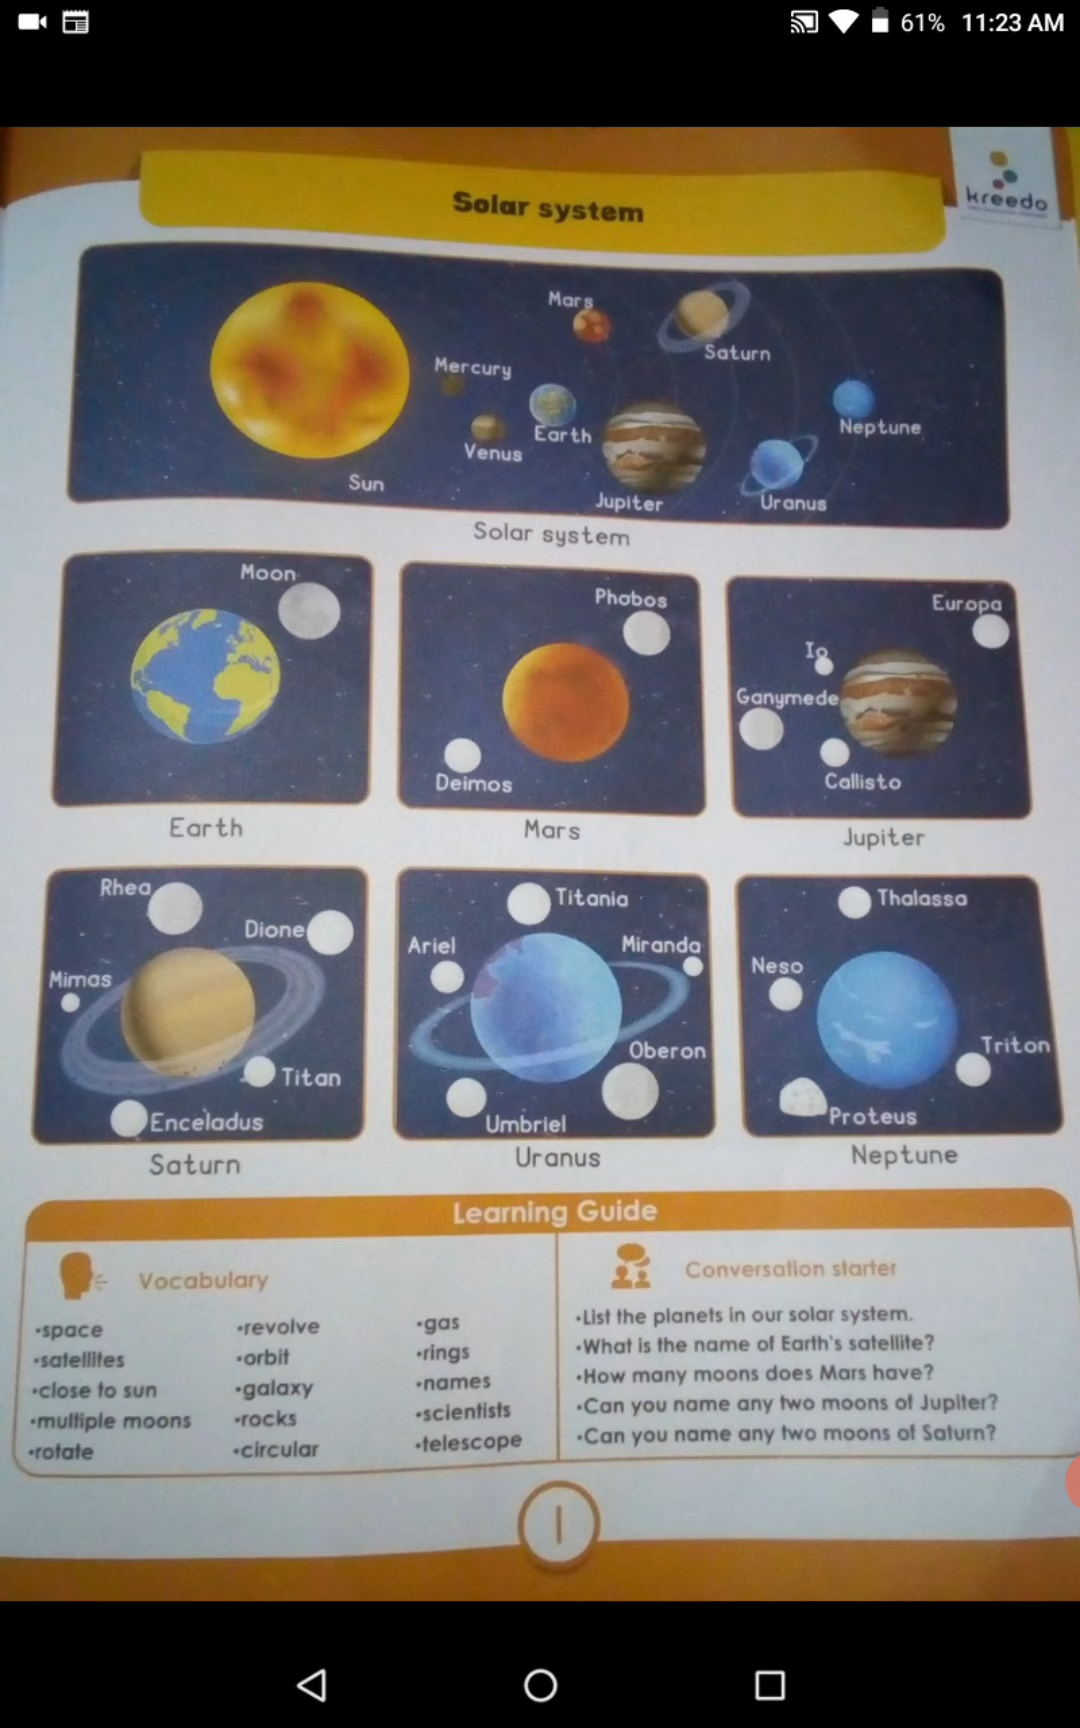 61% 11:23 AM
kreedo
Solar system
Mars
Saturn
Mercury
Neptune
Earth
Venus
Sun
Jupiter
Uranus
Solar system
Moon
Earth
Phobos
Deimos
Mars
Europa
Io
Ganymede
Callisto
Jupiter
Rhea
Dione
Mimas
Titan
Enceladus
Saturn
Titania
Ariel
Miranda
Oberon
Umbriel
Uranus
Thalassa
Neso
Triton
Proteus
Neptune
Learning Guide
Vocabulary
•space
•satellites
•close to sun
•multiple moons
•rotate
•revolve
•orbit
•galaxy
•rocks
•circular
•gas
•rings
•names
•scientists
•telescope
Conversation starter
•List the planets in our solar system.
•What is the name of Earth's satellite?
•How many moons does Mars have?
•Can you name any two moons of Jupiter?
•Can you name any two moons of Saturn?
1